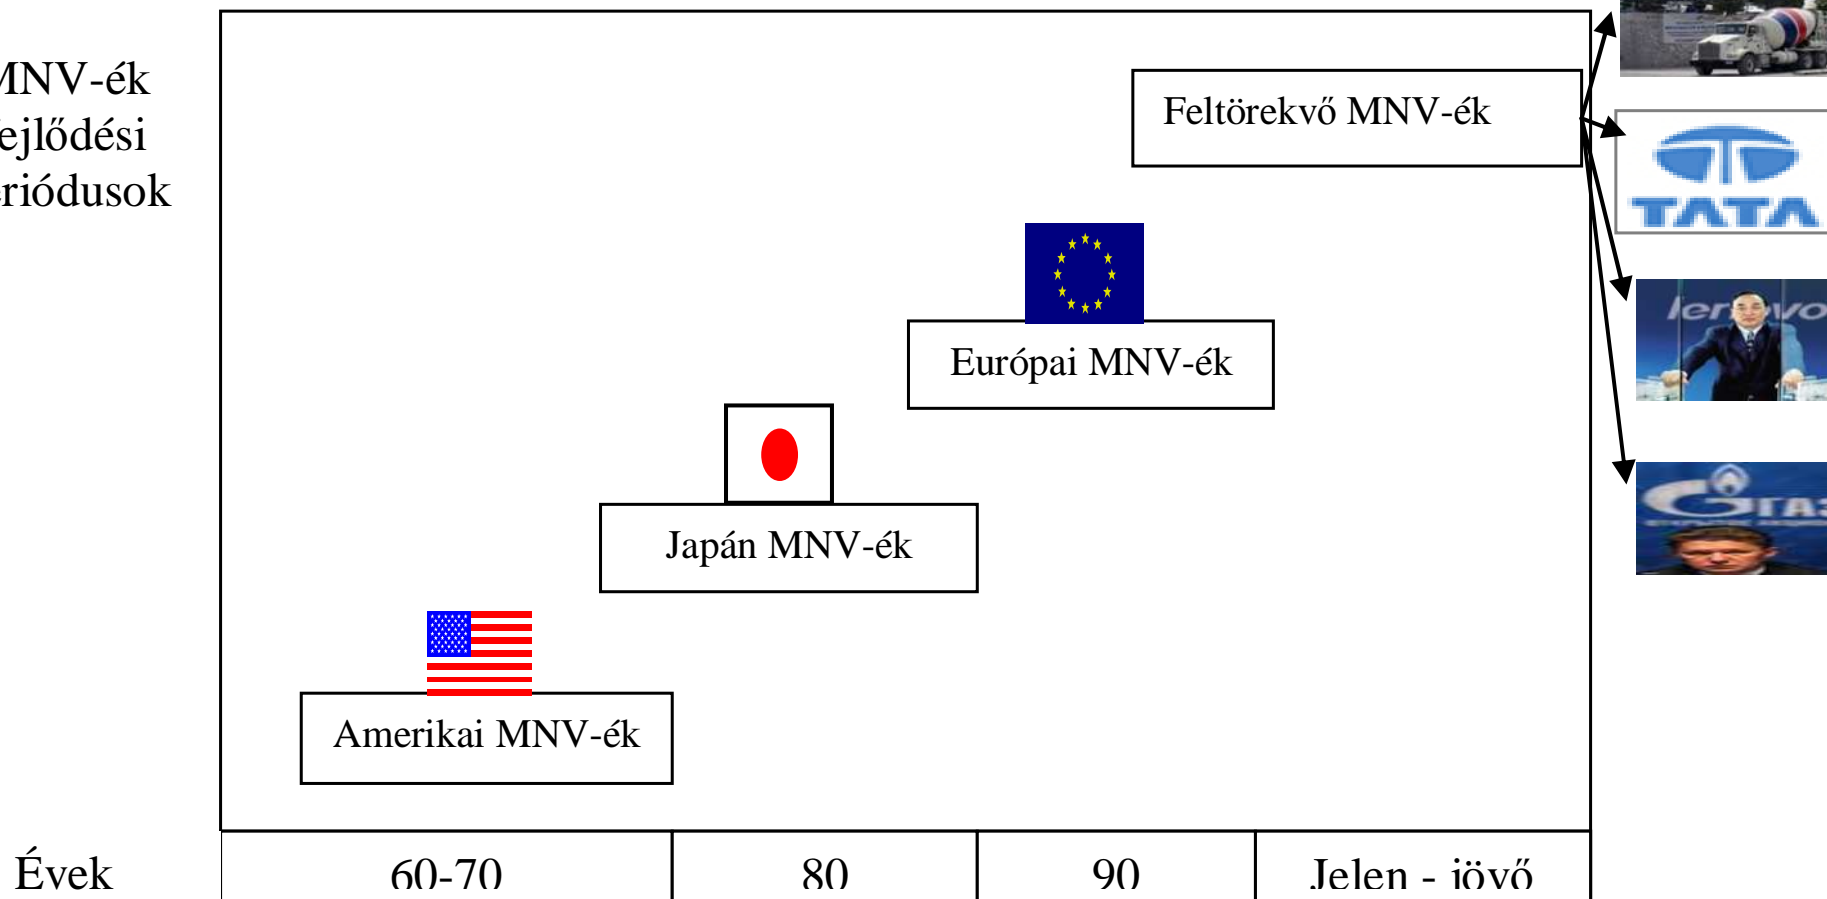 MNV-ék
fejlődési
periódusok
Feltörekvő MNV-ék
TATA
Európai MNV-ék
lenovo
Japán MNV-ék
Amerikai MNV-ék
Évek
60-70
80
90
Jelen - jövő